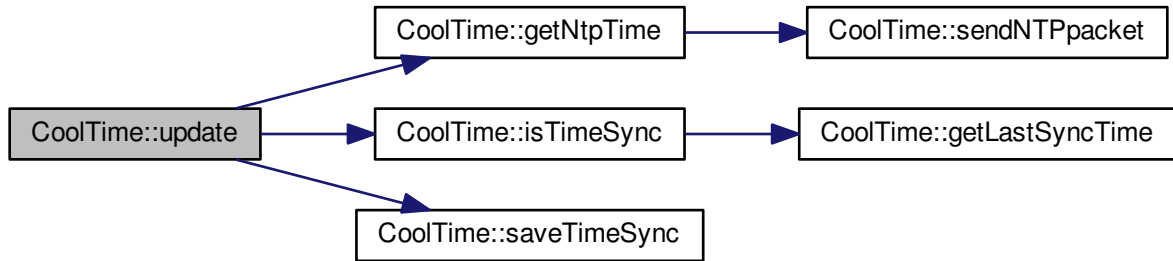 CoolTime::getNtpTime
CoolTime::sendNTPpacket
CoolTime::update
CoolTime::isTimeSync
CoolTime::getLastSyncTime
CoolTime::saveTimeSync